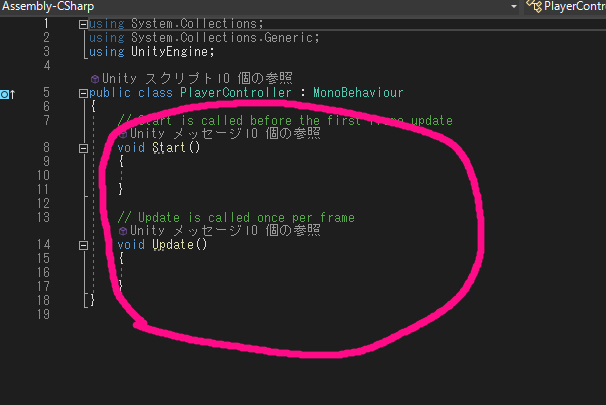 Assembly-CSharp
PlayerContro
1 using System.Collections;
2 using System.Collections.Generic;
3 using UnityEngine;
4
Unity スクリプト|0 個の参照
5 public class PlayerController : MonoBehaviour
6 {
7 // Start is called before the first frame update
Unity メッセージ|0 個の参照
8 void Start()
9 {
10
11 }
12
13 // Update is called once per frame
Unity メッセージ|0 個の参照
14 void Update()
15 {
16
17 }
18 }
19